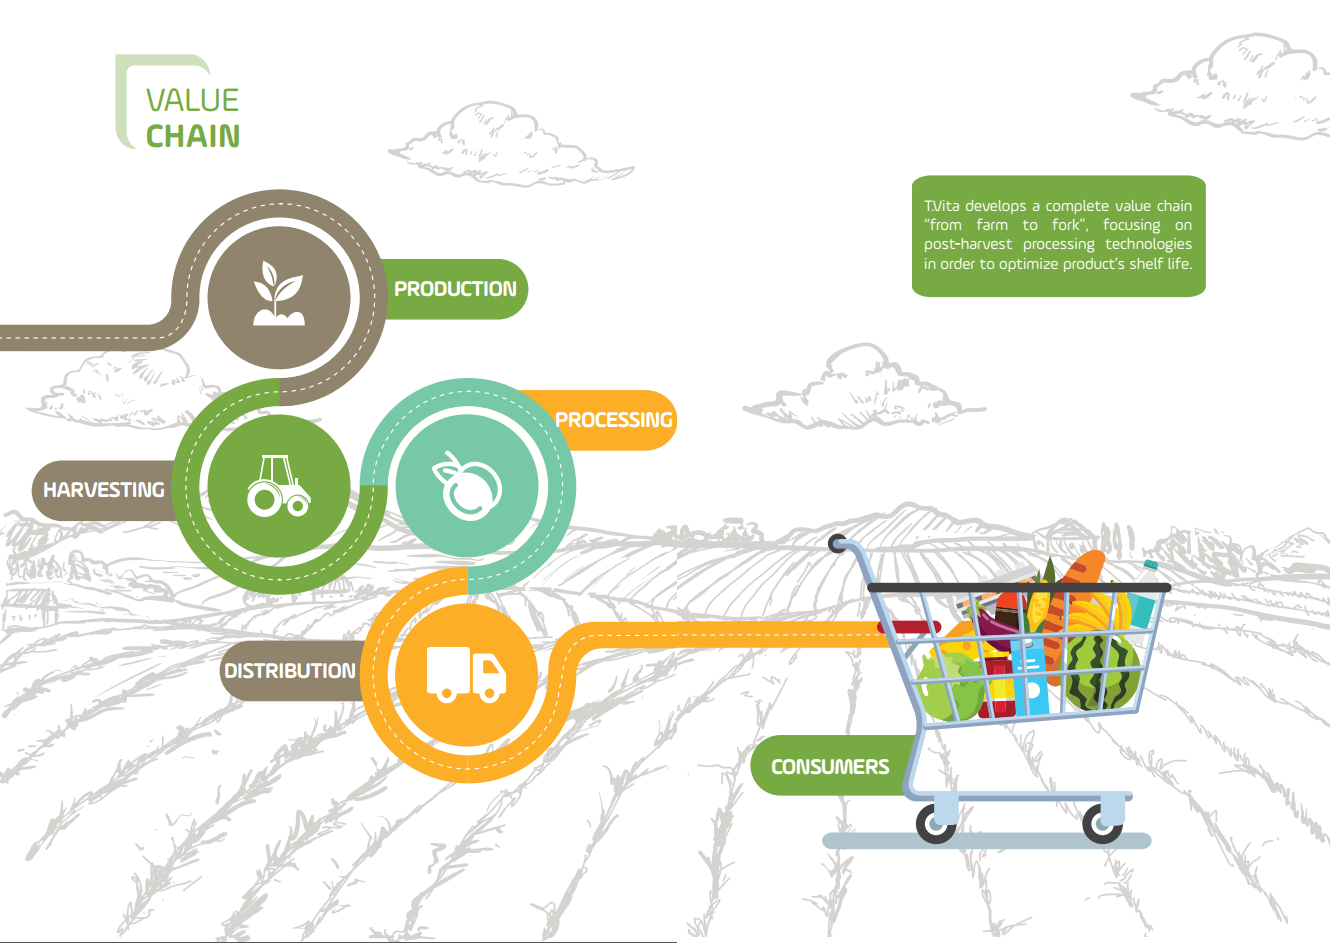 VALUE
CHAIN
T.Vita develops a complete value chain
“from farm to fork”, focusing on
post-harvest processing technologies
in order to optimize product’s shelf life.
PRODUCTION
PROCESSING
HARVESTING
DISTRIBUTION
CONSUMERS